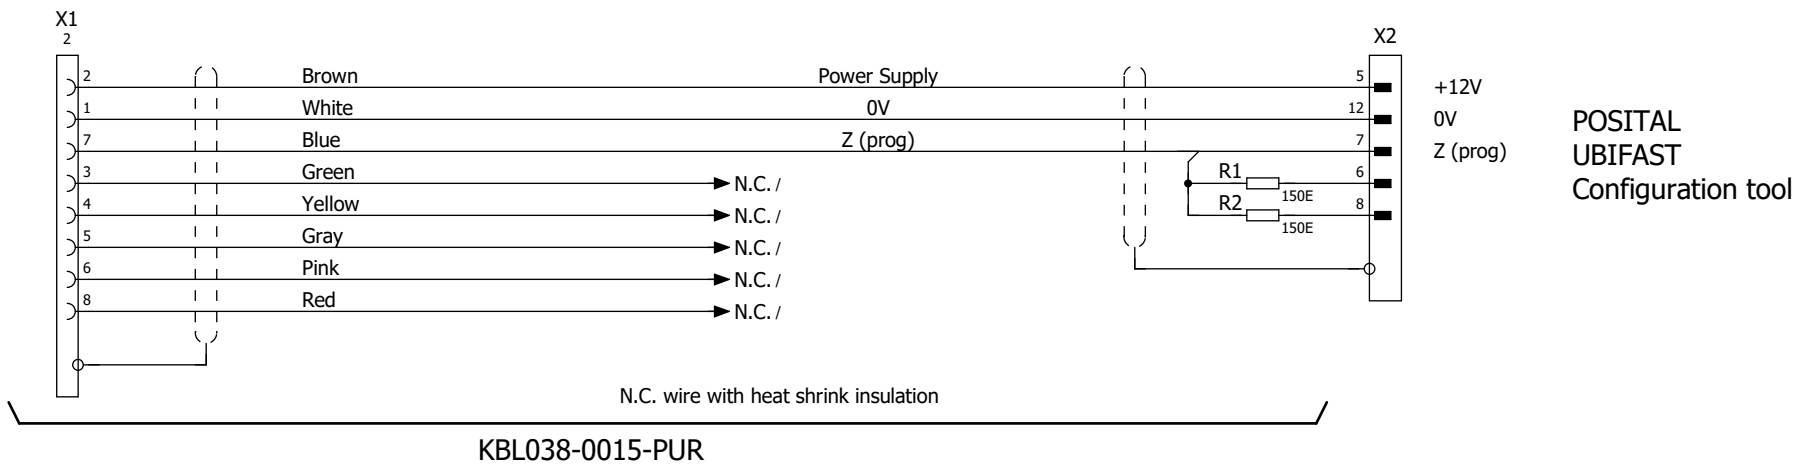 X1
2
X2
2 Brown Power Supply 5 +12V
1 White 0V 12 0V
7 Blue Z (prog) 7 Z (prog)
POSITAL
UBIFAST
Configuration tool
3 Green N.C. / R1 150E 6
4 Yellow N.C. / R2 150E 8
5 Gray N.C. /
6 Pink N.C. /
8 Red N.C. /
N.C. wire with heat shrink insulation
KBL038-0015-PUR